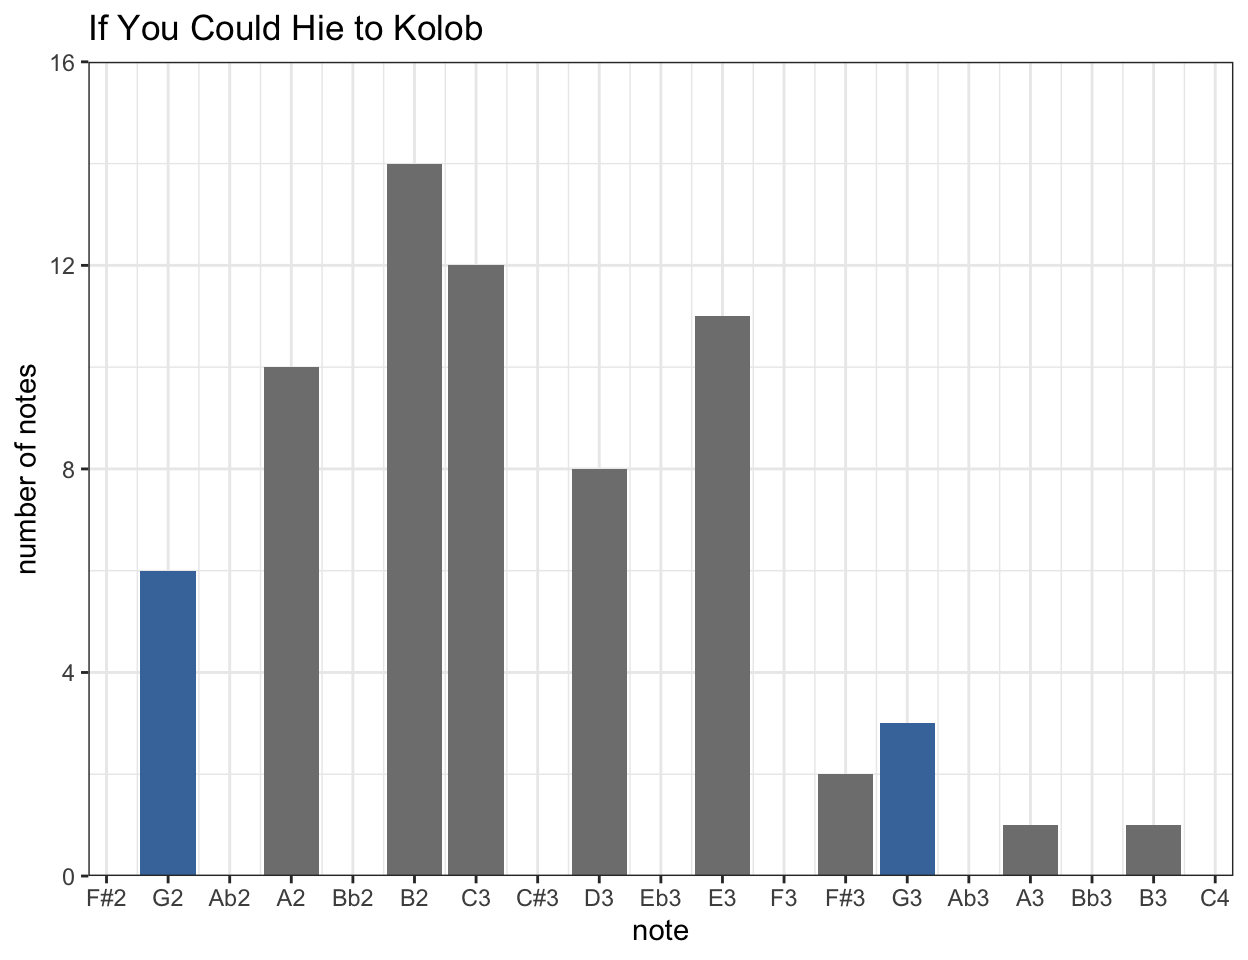 If You Could Hie to Kolob
16
12
8
4
0
number of notes
F#2 G2 Ab2 A2 Bb2 B2 C3 C#3 D3 Eb3 E3 F3 F#3 G3 Ab3 A3 Bb3 B3 C4
note